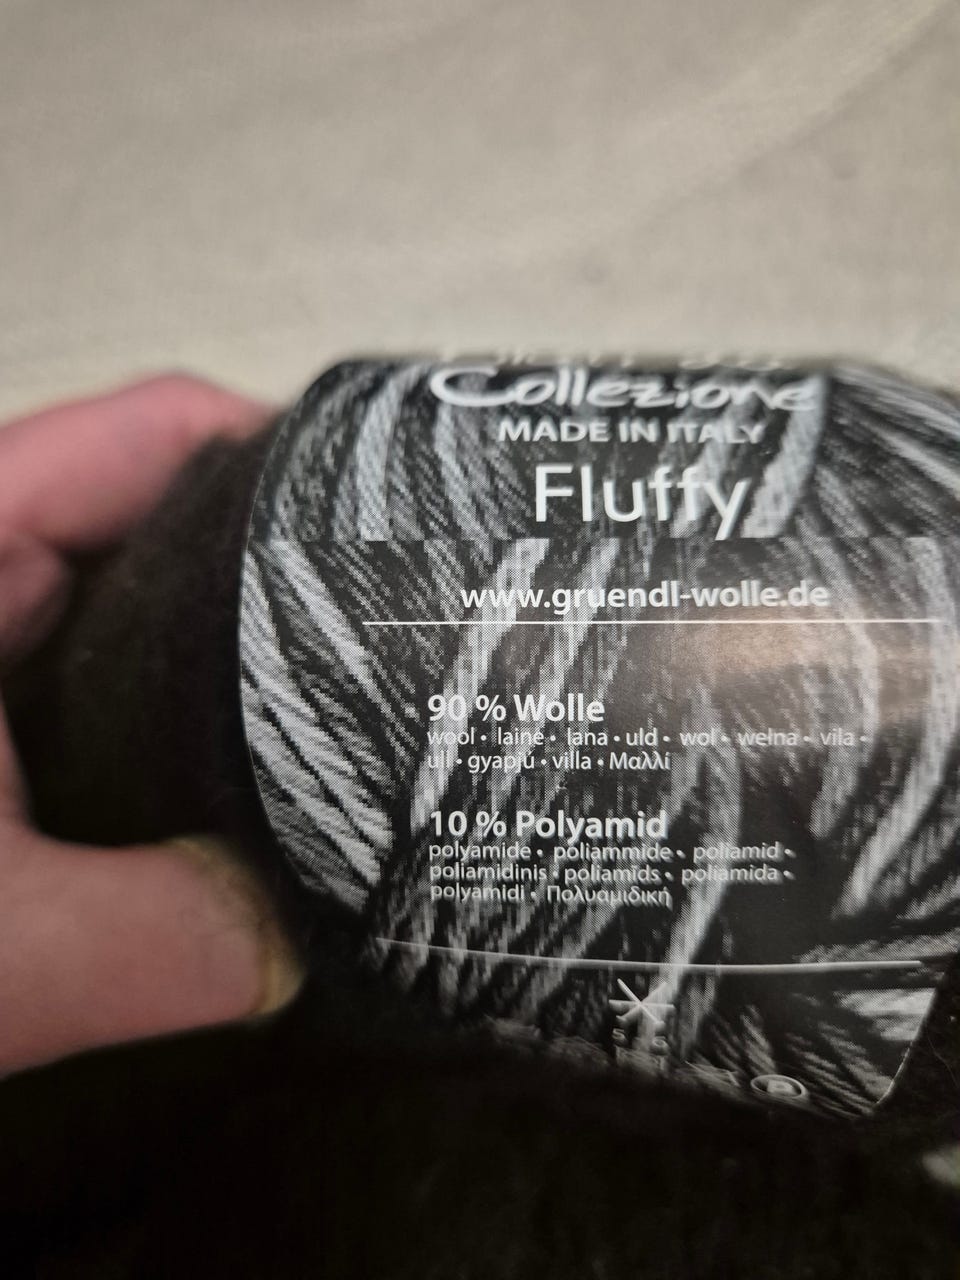 Collezione
MADE IN ITALY
Fluffy
www.gruendl-wolle.de
90 % Wolle
wool • laine • lana • uld • wol • wełna • vila •
ull • gyapjú • villa • Μαλλί
10 % Polyamid
polyamide • poliammide • poliamid •
poliamidinis • poliamīds • poliamida •
polyamidi • Πολυαμιδική